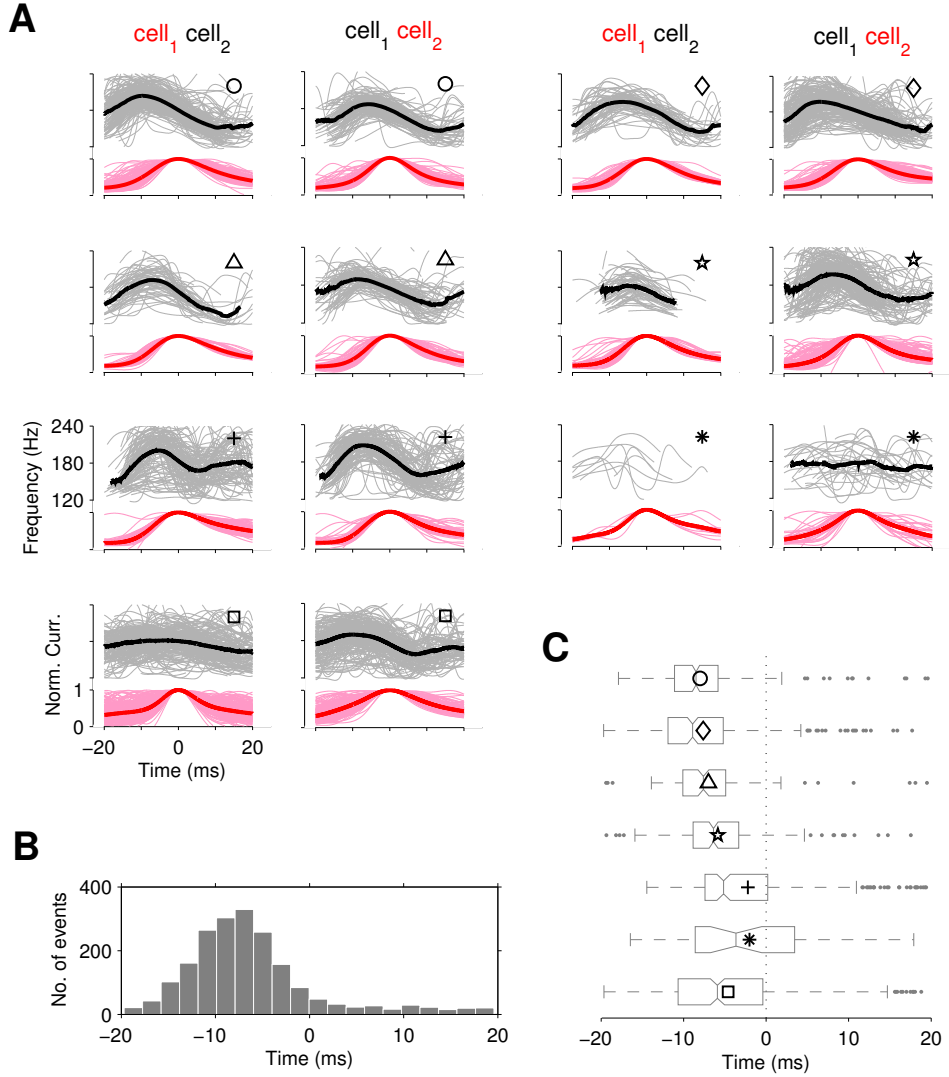 A
cell1 cell2
cell1 cell2
cell1 cell2
cell1 cell2
240
180
120
Frequency (Hz)
Norm. Curr.
1
0
−20 0 20
Time (ms)
B
400
200
0
No. of events
−20 −10 0 10 20
Time (ms)
C
−20 −10 0 10 20
Time (ms)